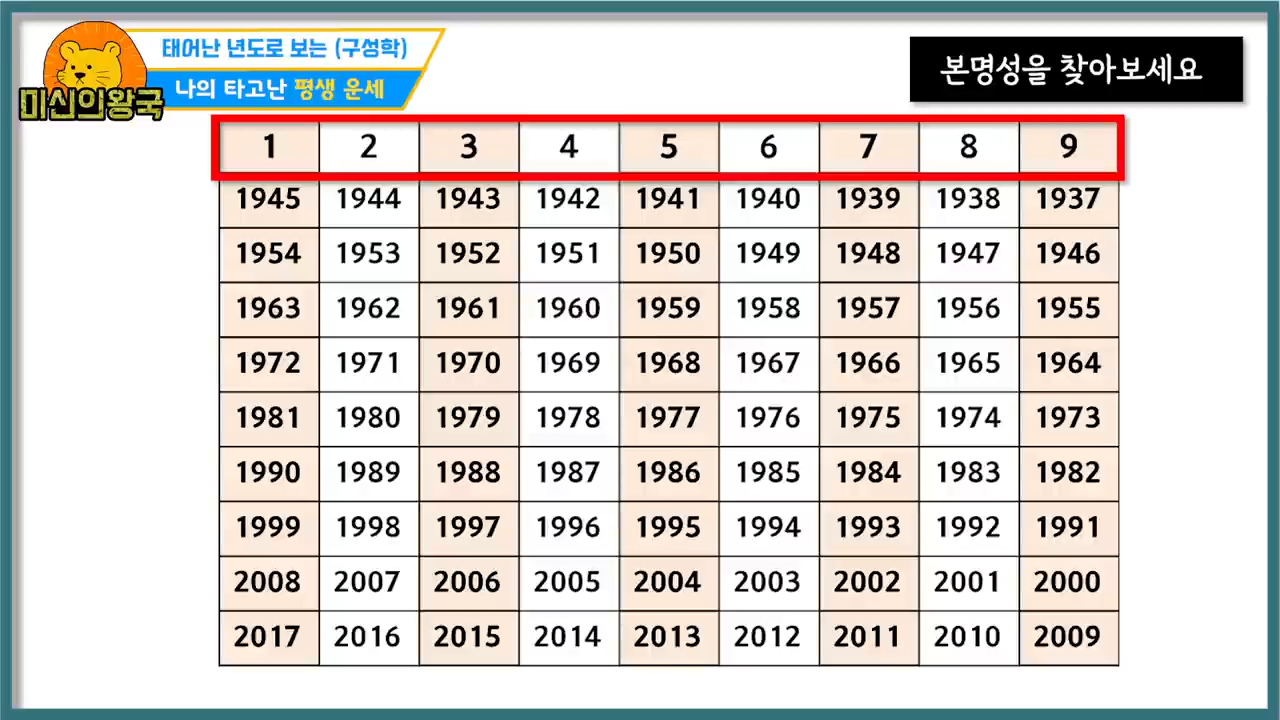 태어난 년도로 보는 (구성학)
나의 타고난 평생 운세
미신의왕국
본명성을 찾아보세요
1 2 3 4 5 6 7 8 9
1945 1944 1943 1942 1941 1940 1939 1938 1937
1954 1953 1952 1951 1950 1949 1948 1947 1946
1963 1962 1961 1960 1959 1958 1957 1956 1955
1972 1971 1970 1969 1968 1967 1966 1965 1964
1981 1980 1979 1978 1977 1976 1975 1974 1973
1990 1989 1988 1987 1986 1985 1984 1983 1982
1999 1998 1997 1996 1995 1994 1993 1992 1991
2008 2007 2006 2005 2004 2003 2002 2001 2000
2017 2016 2015 2014 2013 2012 2011 2010 2009